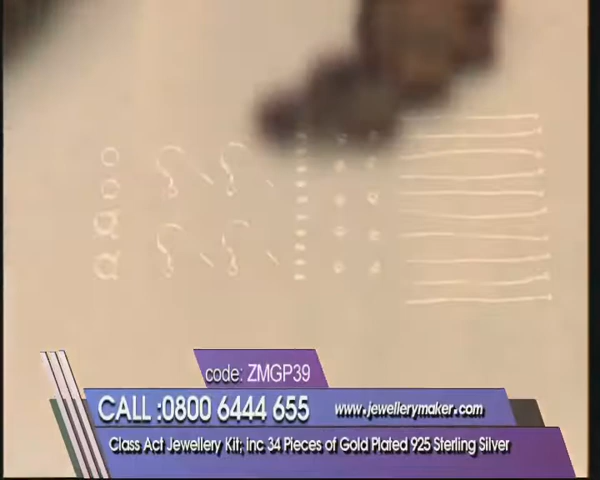 code: ZMGP39
CALL :0800 6444 655
www.jewellerymaker.com
Class Act Jewellery Kit; inc 34 Pieces of Gold Plated 925 Sterling Silver